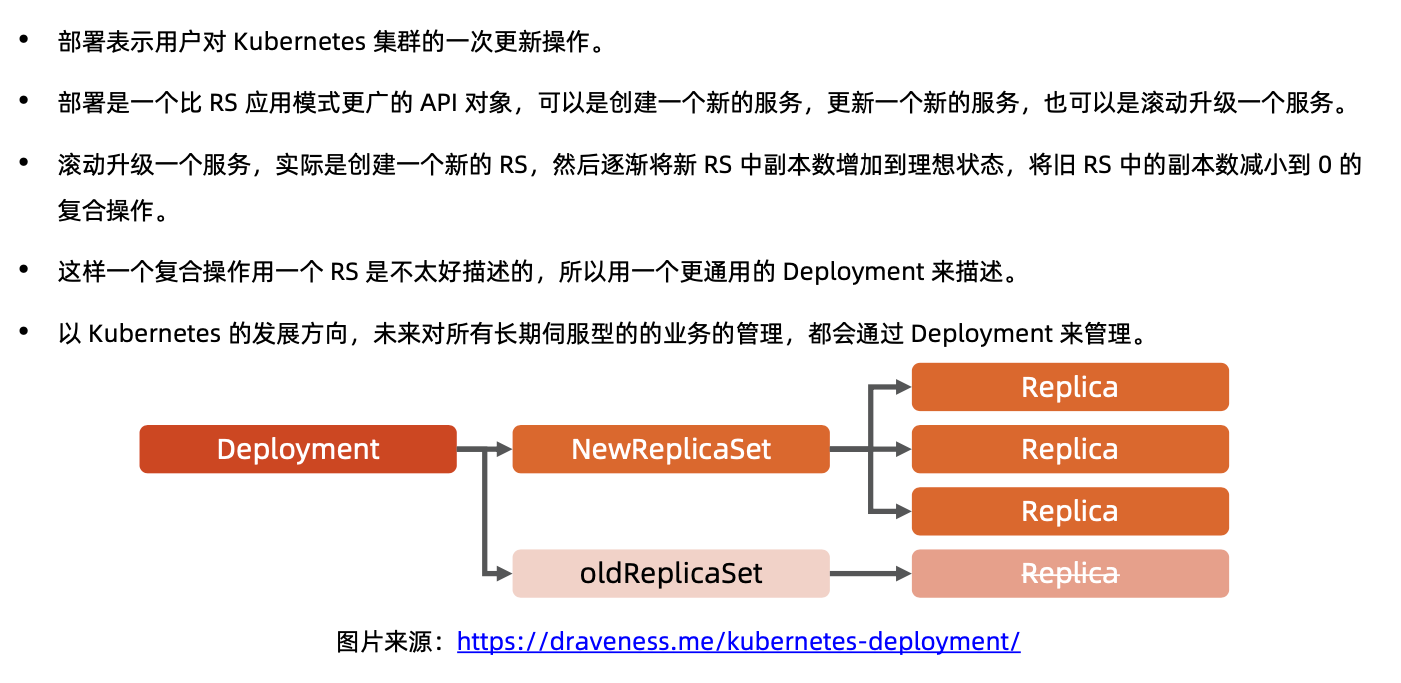 • 部署表示用户对 Kubernetes 集群的一次更新操作。
• 部署是一个比 RS 应用模式更广的 API 对象，可以是创建一个新的服务，更新一个新的服务，也可以是滚动升级一个服务。
• 滚动升级一个服务，实际是创建一个新的 RS，然后逐渐将新 RS 中副本数增加到理想状态，将旧 RS 中的副本数减小到 0 的
复合操作。
• 这样一个复合操作用一个 RS 是不太好描述的，所以用一个更通用的 Deployment 来描述。
• 以 Kubernetes 的发展方向，未来对所有长期伺服型的的业务的管理，都会通过 Deployment 来管理。
Replica
Deployment
NewReplicaSet
Replica
Replica
oldReplicaSet
Replica
图片来源：https://draveness.me/kubernetes-deployment/